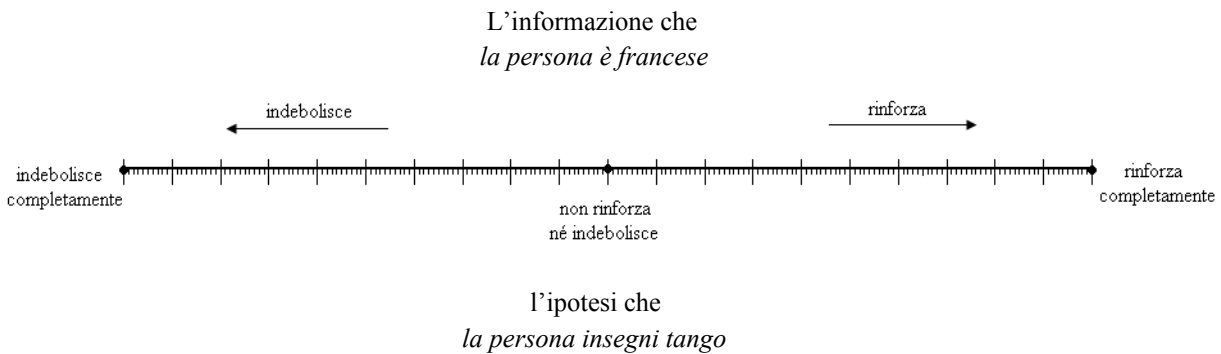 L’informazione che
la persona è francese
indebolisce
rinforza
indebolisce
completamente
non rinforza
né indebolisce
rinforza
completamente
l’ipotesi che
la persona insegni tango